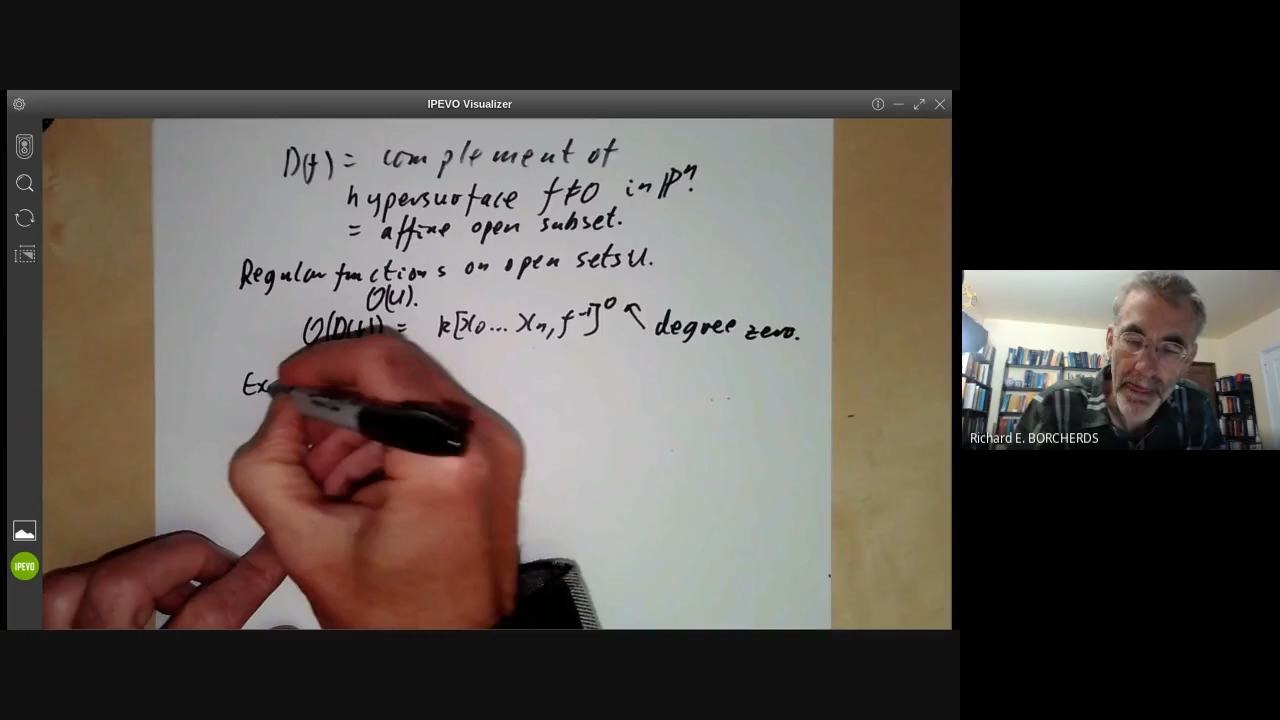 IPEVO Visualizer
D(f) = complement of
hypersurface f≠0 in ℙⁿ.
= affine open subset.
Regular functions on open sets U.
O(U).
O(D(f)) = k[x₀... xₙ, f⁻¹]⁰ ↖ degree zero.
Ex
Richard E. BORCHERDS
IPEVO